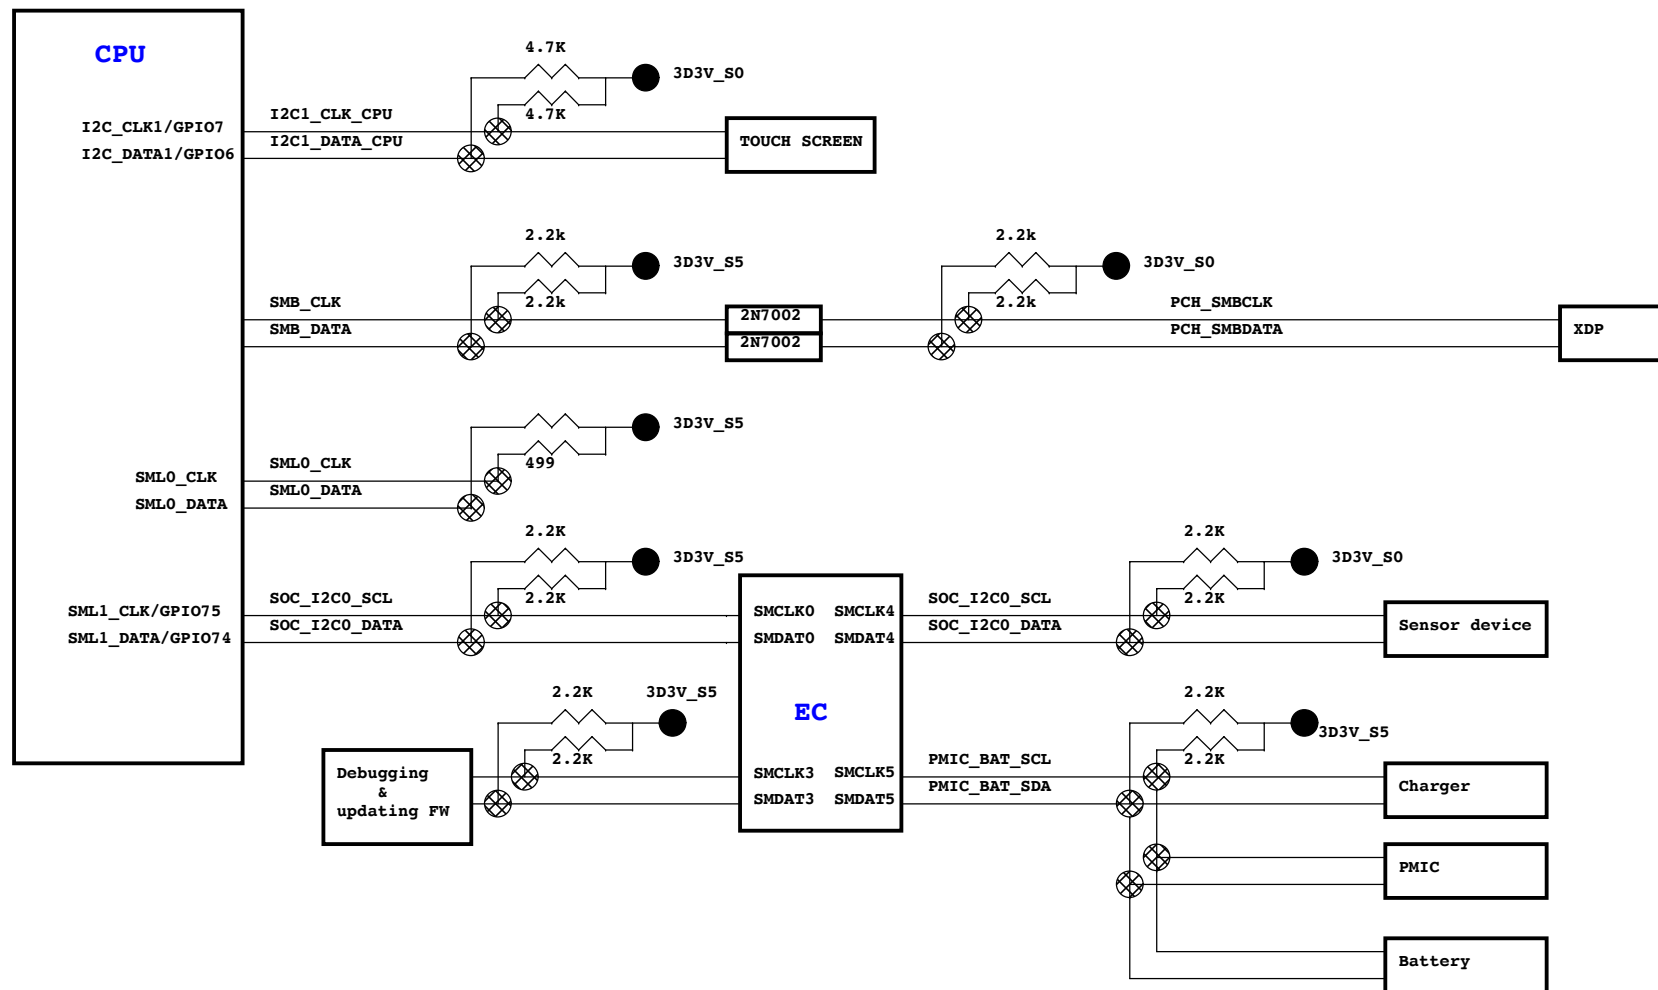 CPU
4.7K
3D3V_S0
4.7K
I2C_CLK1/GPIO7
I2C1_CLK_CPU
I2C_DATA1/GPIO6
I2C1_DATA_CPU
TOUCH SCREEN
2.2k
3D3V_S5
2.2k
2.2k
3D3V_S0
2.2k
SMB_CLK
SMB_DATA
2N7002
2N7002
PCH_SMBCLK
PCH_SMBDATA
XDP
3D3V_S5
499
SML0_CLK
SML0_CLK
SML0_DATA
SML0_DATA
2.2K
3D3V_S5
2.2K
SML1_CLK/GPIO75
SOC_I2C0_SCL
SML1_DATA/GPIO74
SOC_I2C0_DATA
SMCLK0 SMCLK4
SMDAT0 SMDAT4
EC
SMCLK3 SMCLK5
SMDAT3 SMDAT5
2.2K
3D3V_S0
2.2K
SOC_I2C0_SCL
SOC_I2C0_DATA
Sensor device
2.2K
3D3V_S5
2.2K
Debugging
&
updating FW
2.2K
3D3V_S5
2.2K
PMIC_BAT_SCL
PMIC_BAT_SDA
Charger
PMIC
Battery